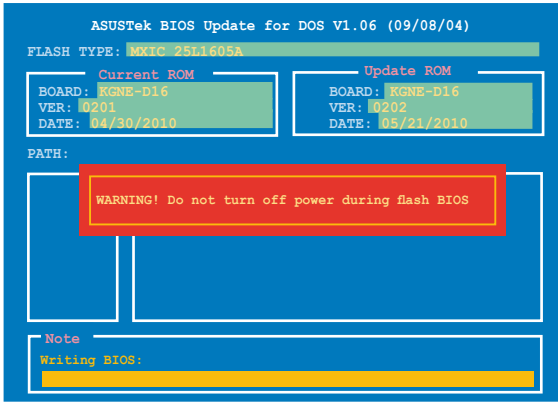 ASUSTek BIOS Update for DOS V1.06 (09/08/04)
FLASH TYPE: MXIC 25L1605A
Current ROM
BOARD: KGNE-D16
VER: 0201
DATE: 04/30/2010
Update ROM
BOARD: KGNE-D16
VER: 0202
DATE: 05/21/2010
PATH:
WARNING! Do not turn off power during flash BIOS
Note
Writing BIOS: